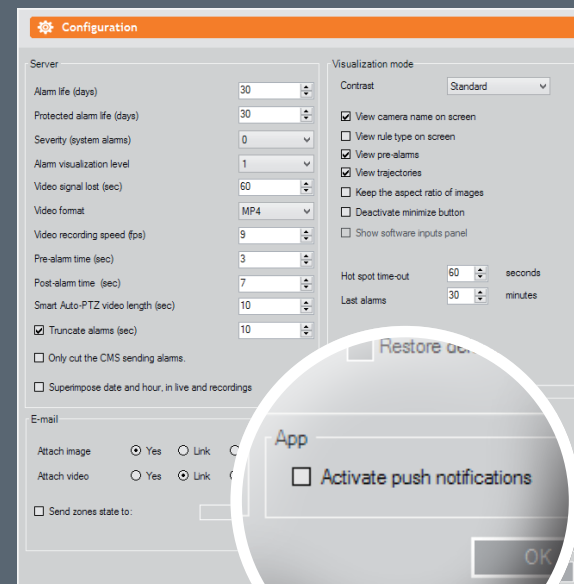 Configuration
Server
Alarm life (days) 30
Protected alarm life (days) 30
Severity (system alarms) 0
Alarm visualization level 1
Video signal lost (sec) 60
Video format MP4
Video recording speed (fps) 9
Pre-alarm time (sec) 3
Post-alarm time (sec) 7
Smart Auto-PTZ video length (sec) 10
Truncate alarms (sec) 10
Only cut the CMS sending alarms.
Superimpose date and hour, in live and recordings
E-mail
Attach image Yes Link
Attach video Yes Link
Send zones state to:
Visualization mode
Contrast Standard
View camera name on screen
View rule type on screen
View pre-alarms
View trajectories
Keep the aspect ratio of images
Deactivate minimize button
Show software inputs panel
Hot spot time-out 60 seconds
Last alarms 30 minutes
Restore
App
Activate push notifications
OK